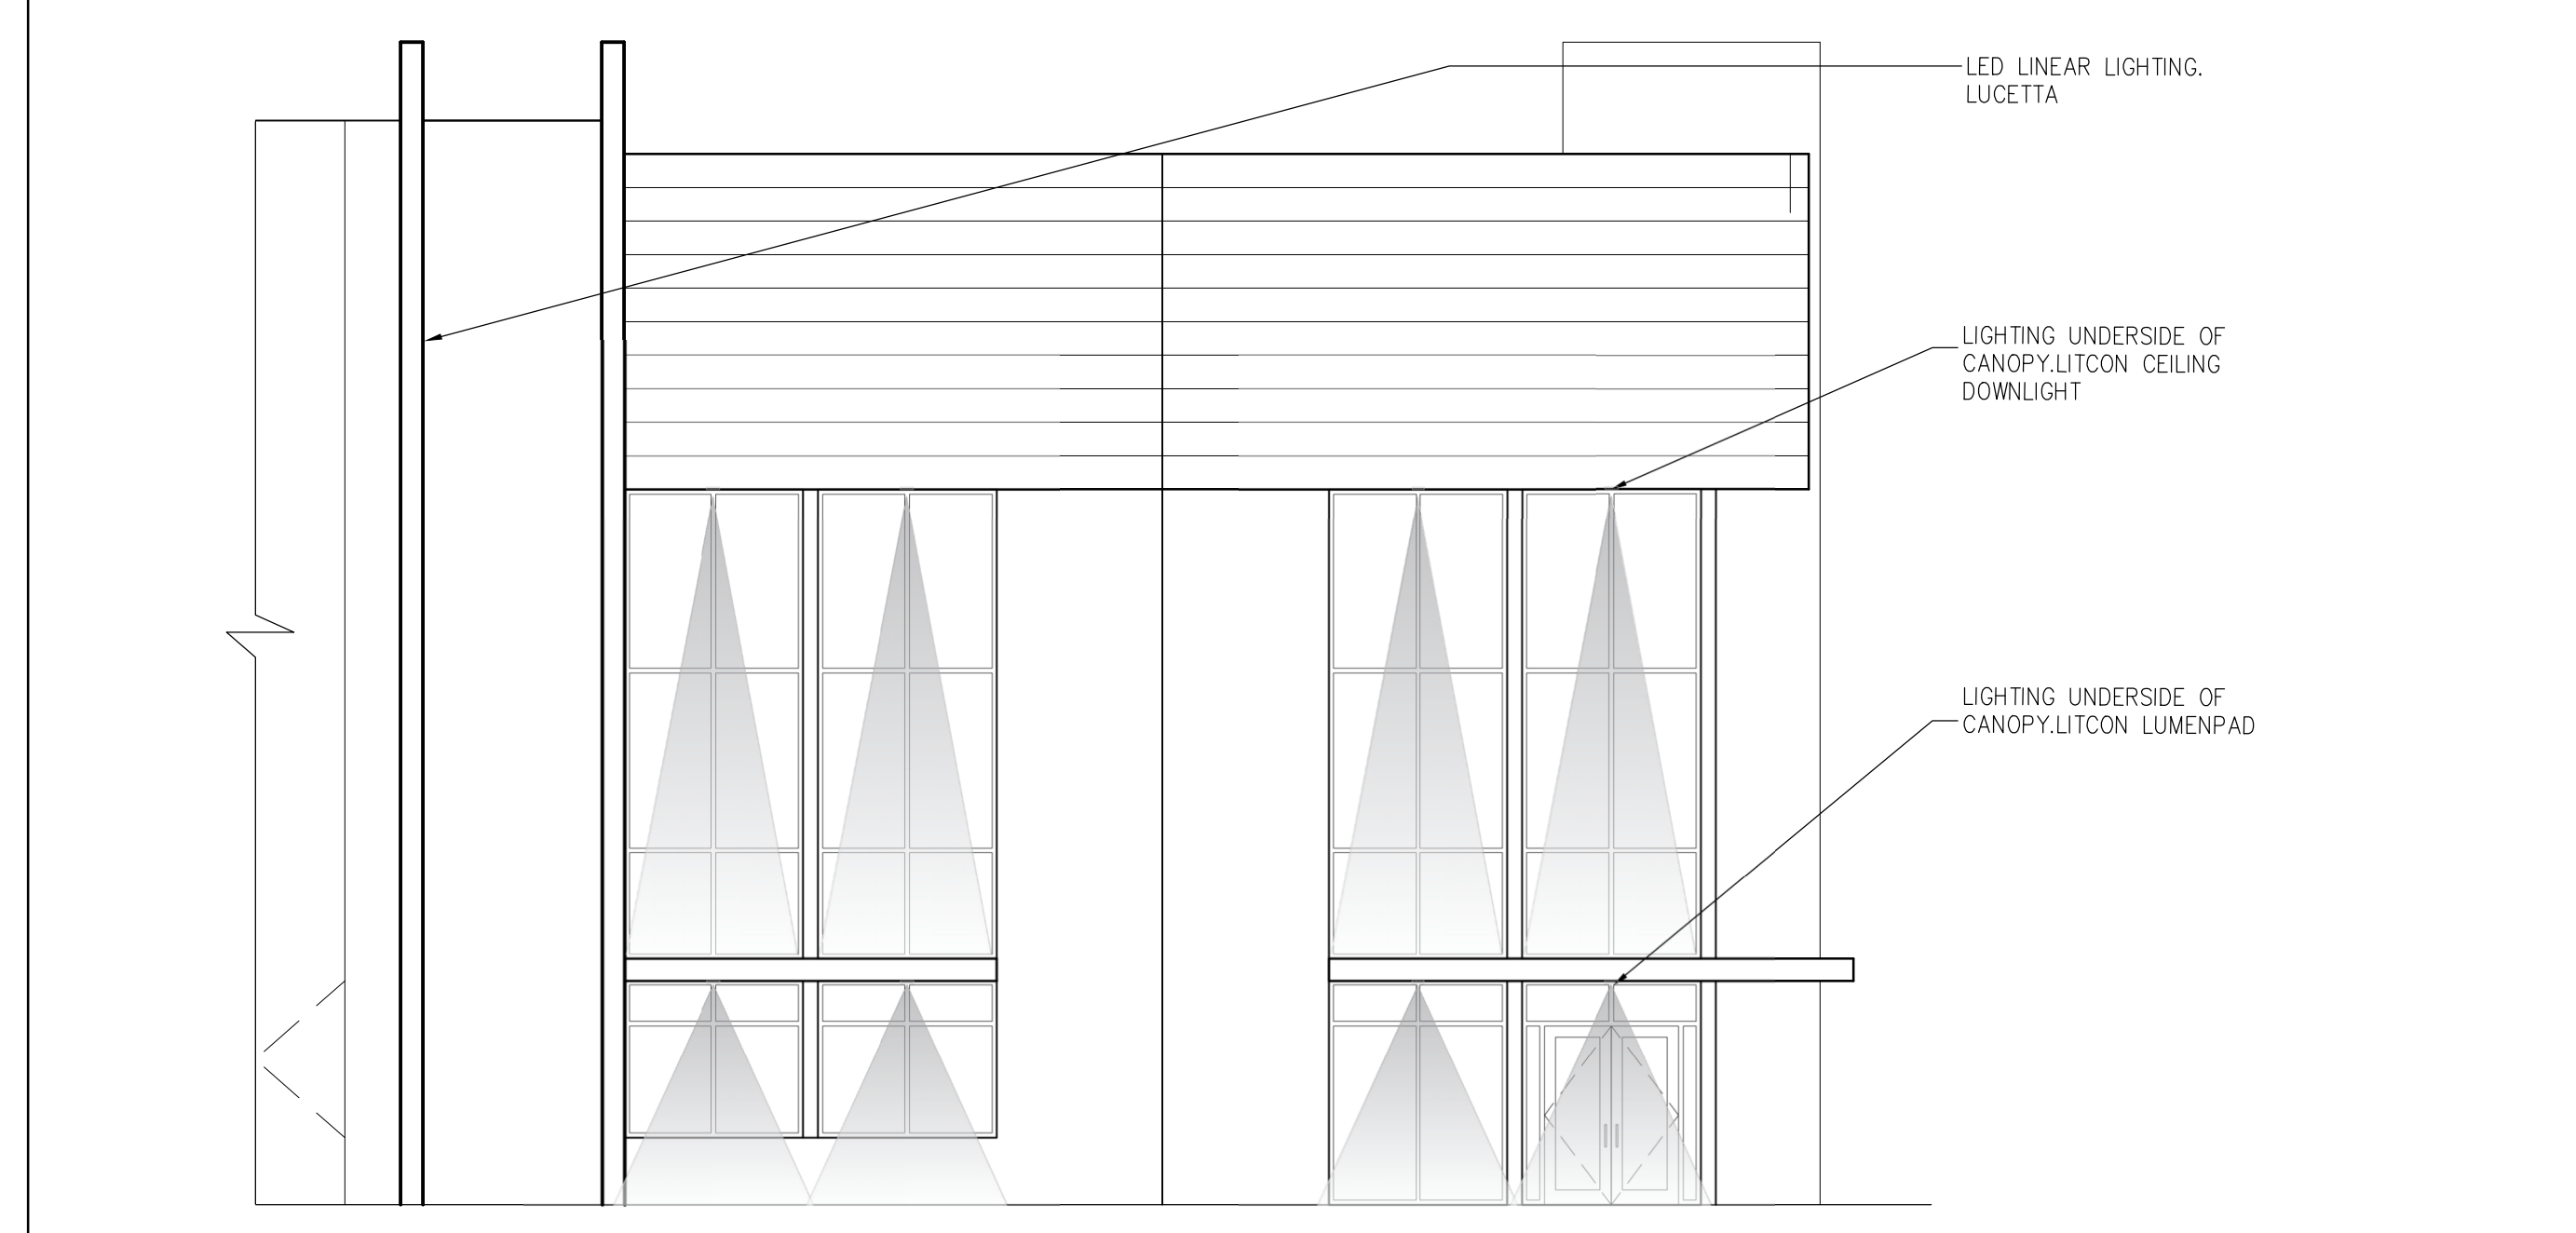 LED LINEAR LIGHTING.
LUCETTA
LIGHTING UNDERSIDE OF
CANOPY.LITCON CEILING
DOWNLIGHT
LIGHTING UNDERSIDE OF
CANOPY.LITCON LUMENPAD